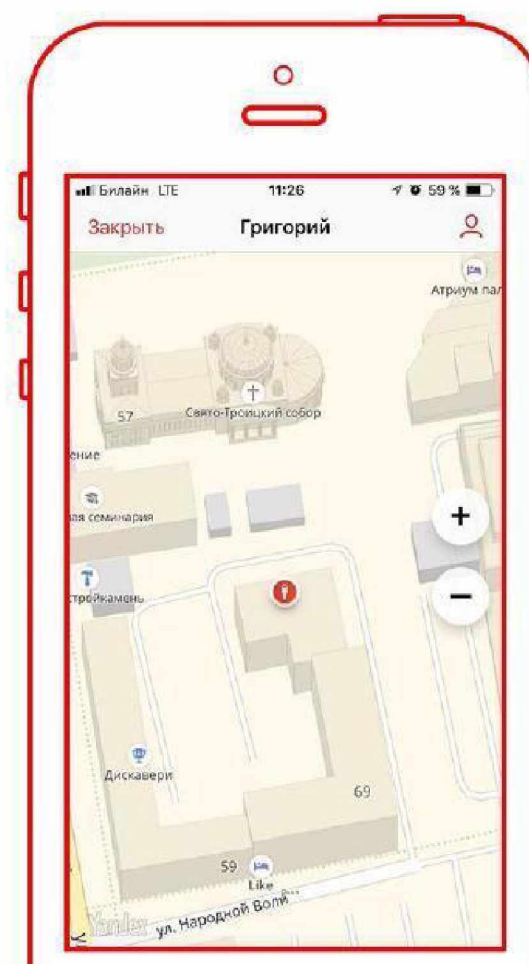 Билайн LTE 11:26 59 %
Закрыть Григорий
Атриум пал
57
Свято-Троицкий собор
ение
ая семинария
+
тройкамень
−
Дискавери
69
59
Like
ул. Народной Воли
Yandex